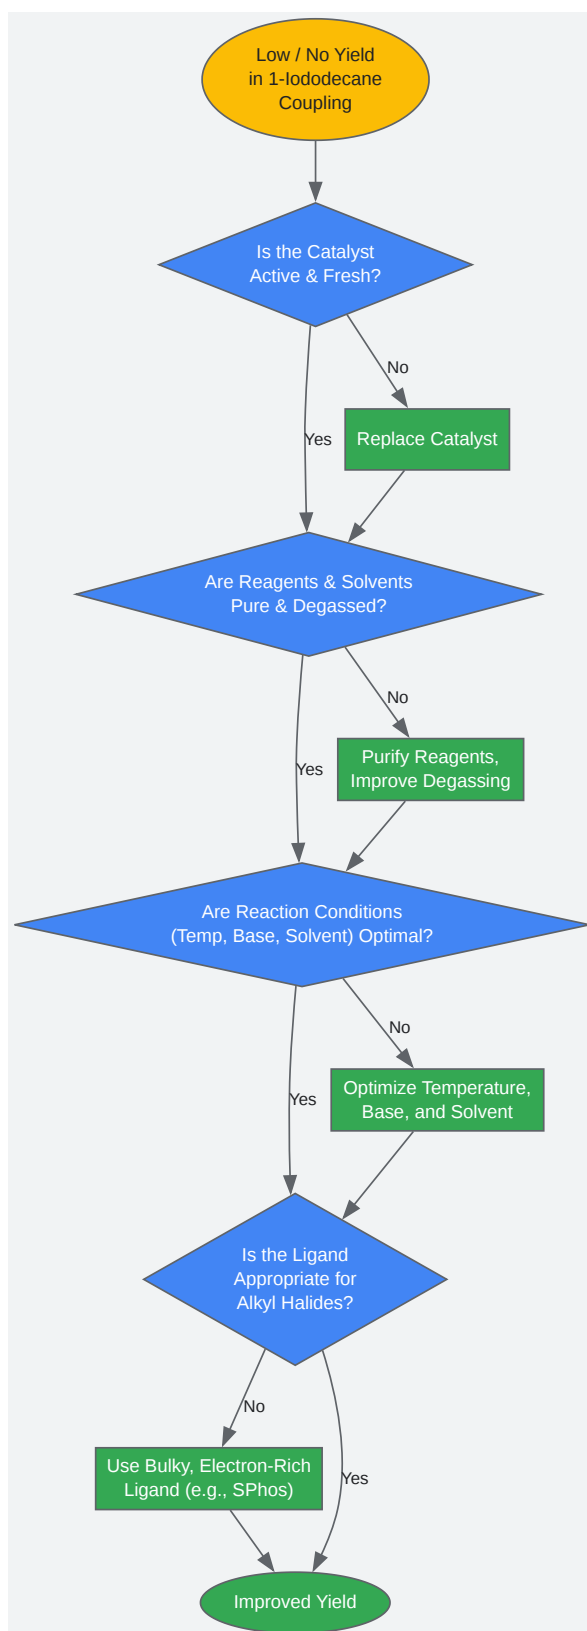 Low / No Yield
in 1-Iododecane
Coupling
Is the Catalyst
Active & Fresh?
No
Yes
Replace Catalyst
Are Reagents & Solvents
Pure & Degassed?
No
Yes
Purify Reagents,
Improve Degassing
Are Reaction Conditions
(Temp, Base, Solvent) Optimal?
No
Yes
Optimize Temperature,
Base, and Solvent
Is the Ligand
Appropriate for
Alkyl Halides?
No
Use Bulky, Electron-Rich
Ligand (e.g., SPhos)
Yes
Improved Yield